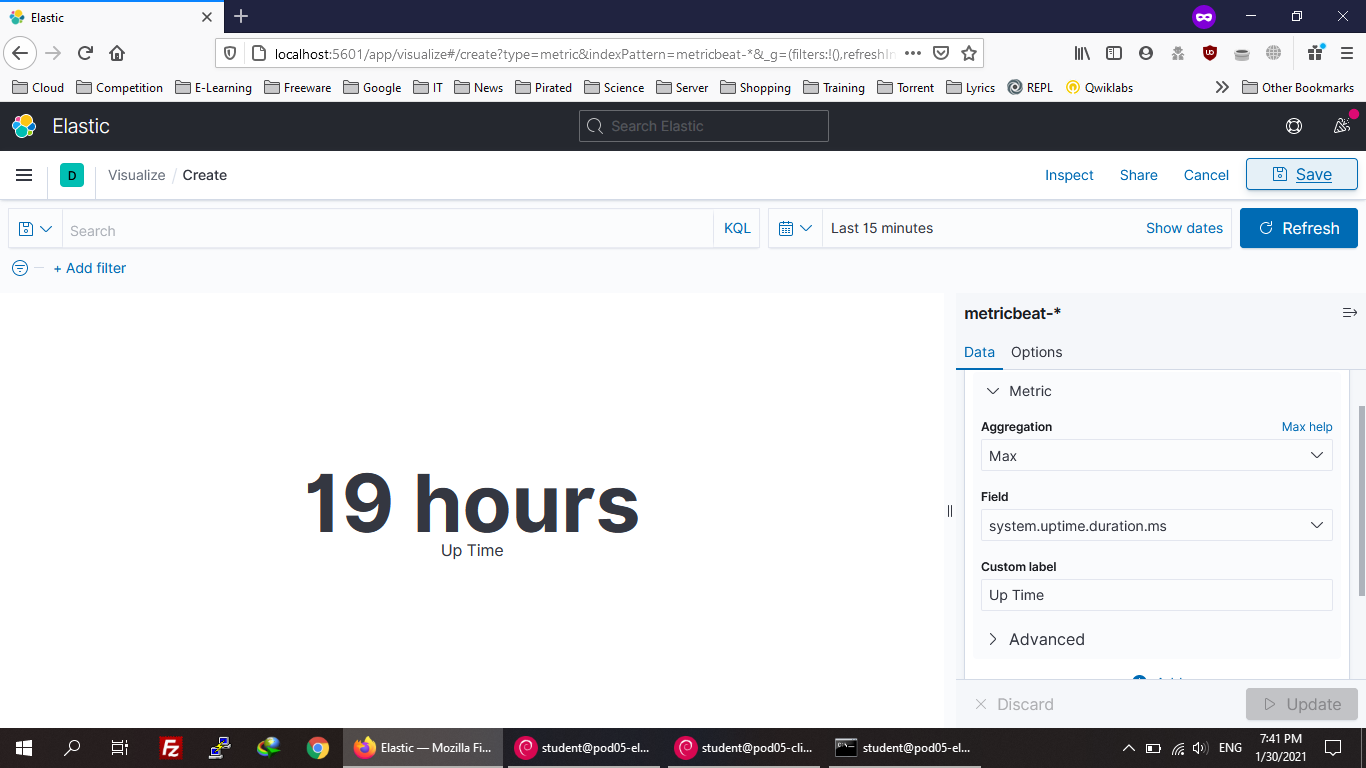 Elastic
localhost:5601/app/visualize#/create?type=metric&indexPattern=metricbeat-*&_g=(filters:!(),refreshIn
Cloud Competition E-Learning Freeware Google IT News Pirated Science Server Shopping Training Torrent Lyrics REPL Qwiklabs Other Bookmarks
Elastic Search Elastic
D Visualize / Create Inspect Share Cancel Save
Search KQL Last 15 minutes Show dates Refresh
+ Add filter
metricbeat-*
Data Options
Metric
Aggregation Max help
Max
Field
system.uptime.duration.ms
Custom label
Up Time
Advanced
19 hours
Up Time
Discard Update
Elastic — Mozilla Fi... student@pod05-el... student@pod05-cli... student@pod05-el... ENG 7:41 PM
1/30/2021